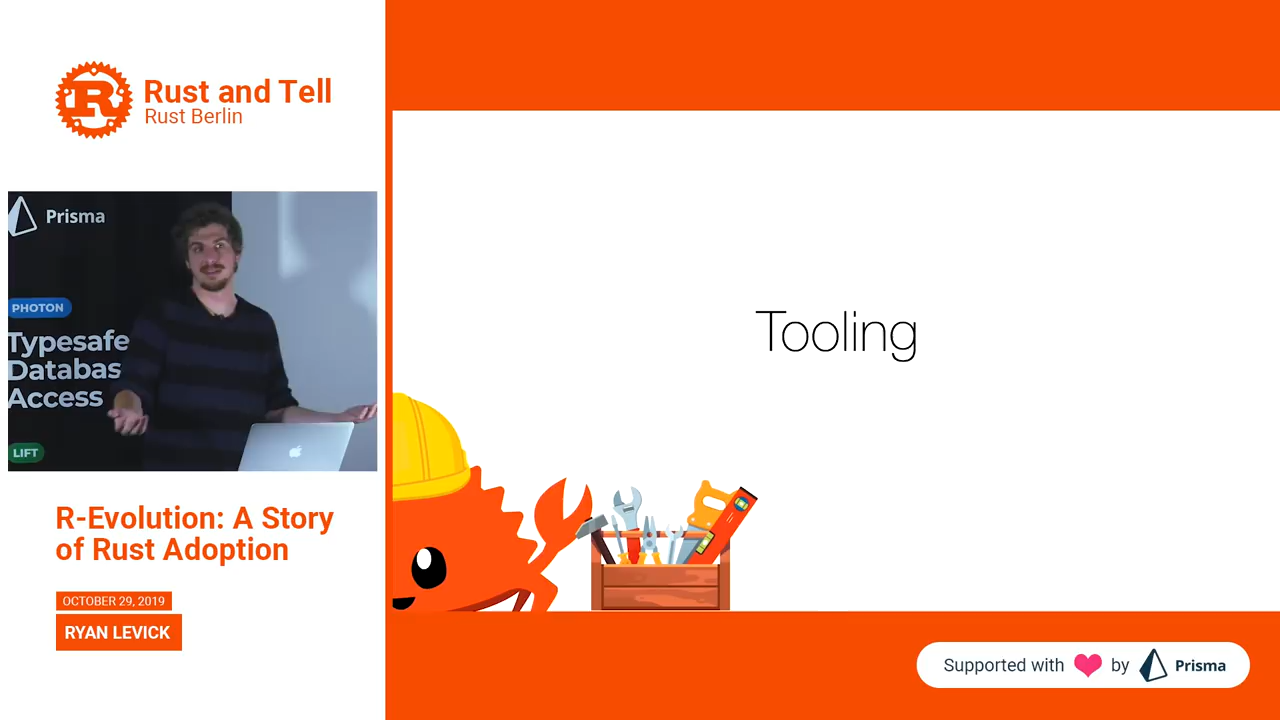 Rust and Tell
Rust Berlin
Prisma
PHOTON
Typesafe
Databas
Access
LIFT
R-Evolution: A Story
of Rust Adoption
OCTOBER 29, 2019
RYAN LEVICK
Tooling
Supported with by Prisma